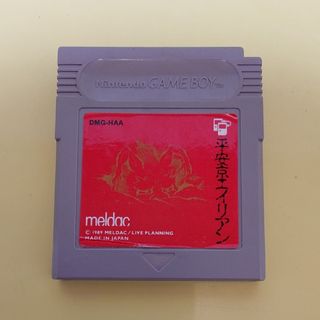 Nintendo GAME BOY TM
DMG-HAA
平安京エイリアン
meldac
© 1989 MELDAC / LIVE PLANNING
MADE IN JAPAN